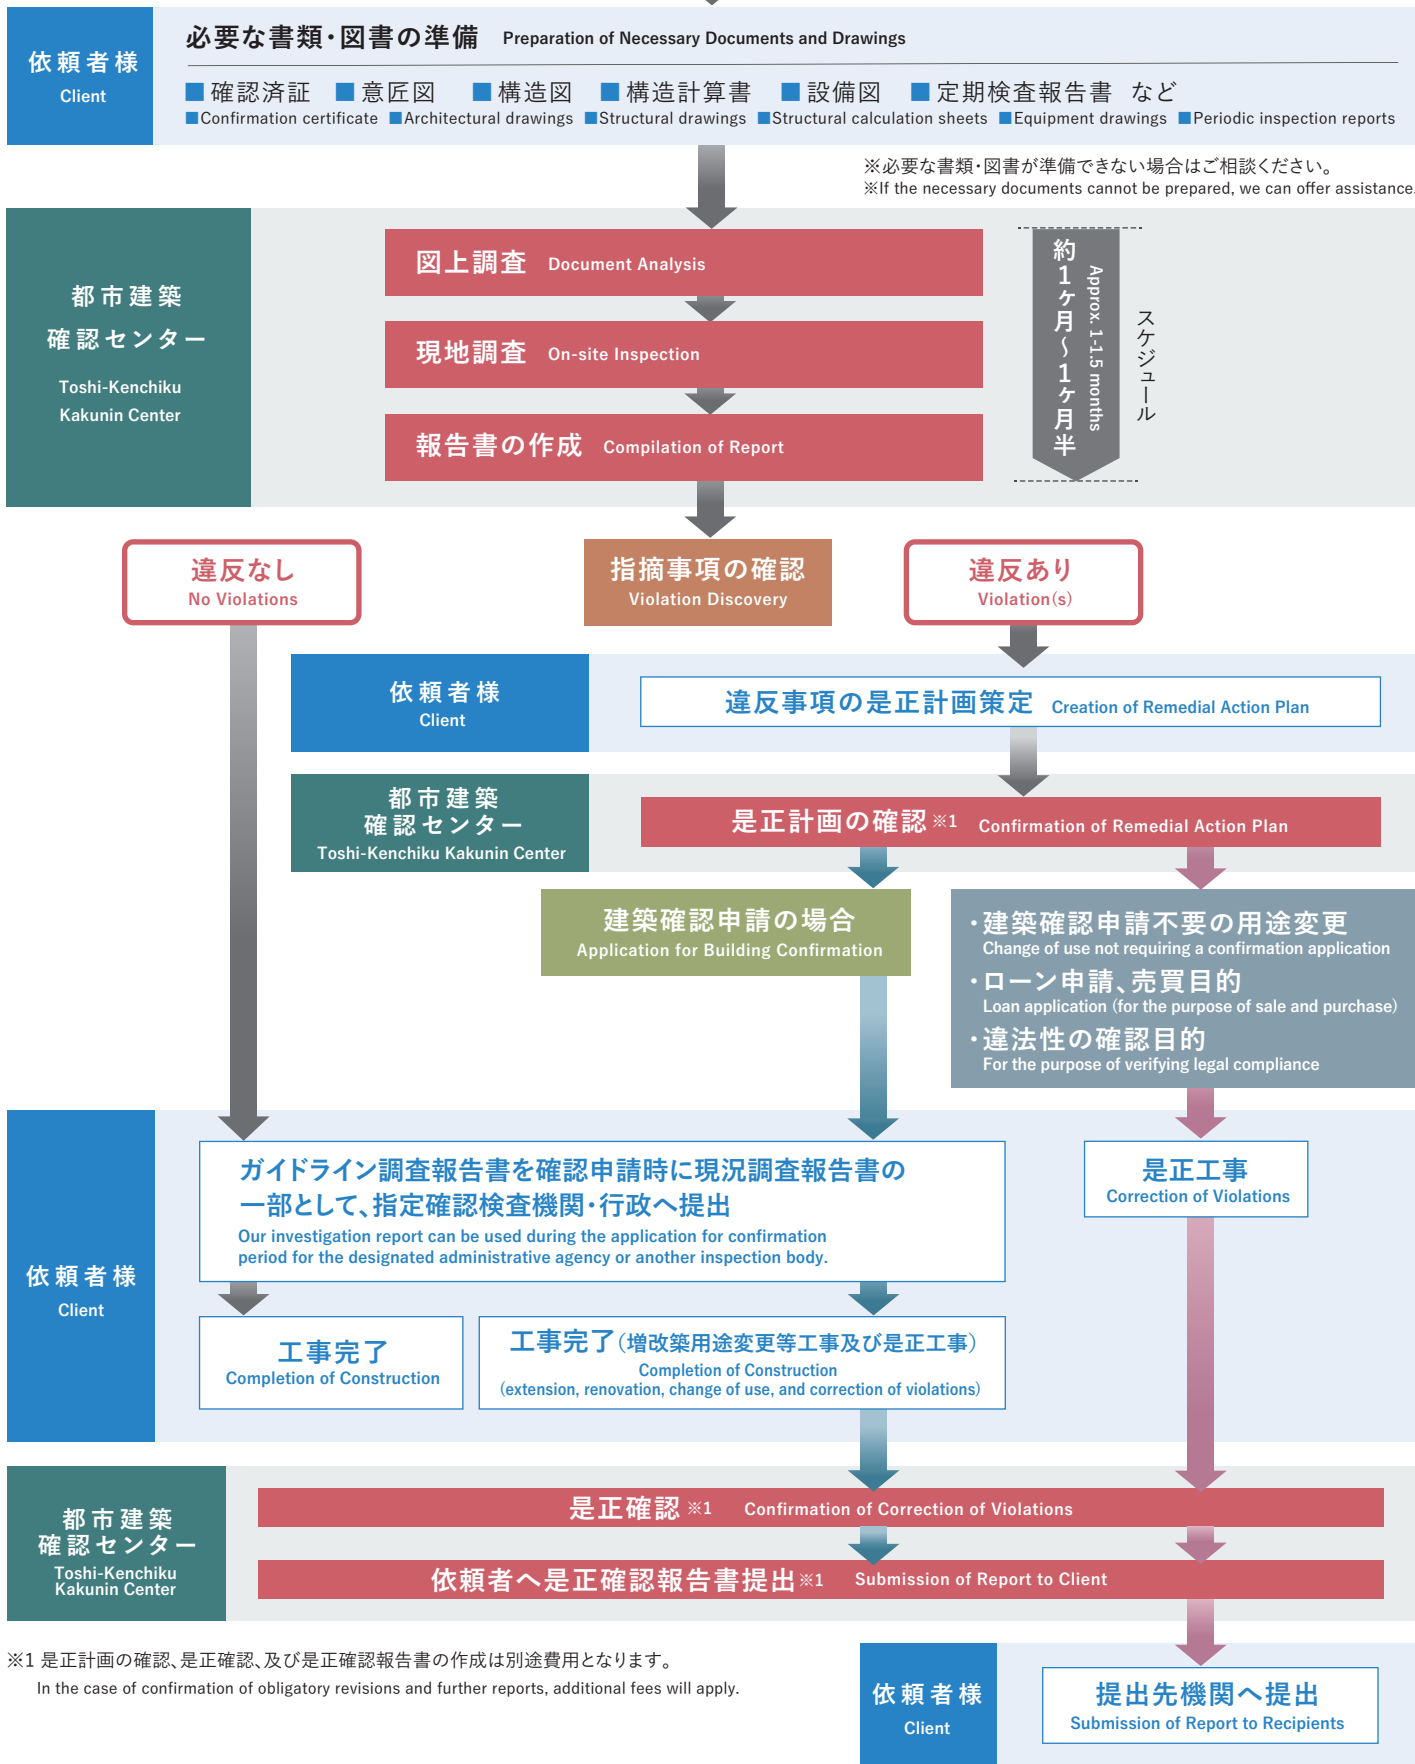 依頼者様
Client
必要な書類・図書の準備 Preparation of Necessary Documents and Drawings
■確認済証 ■意匠図 ■構造図 ■構造計算書 ■設備図 ■定期検査報告書 など
■Confirmation certificate ■Architectural drawings ■Structural drawings ■Structural calculation sheets ■Equipment drawings ■Periodic inspection reports
※必要な書類・図書が準備できない場合はご相談ください。
※If the necessary documents cannot be prepared, we can offer assistance.
都市建築
確認センター
Toshi-Kenchiku
Kakunin Center
図上調査 Document Analysis
現地調査 On-site Inspection
報告書の作成 Compilation of Report
約1ヶ月〜1ヶ月半
Approx. 1-1.5 months
スケジュール
違反なし
No Violations
指摘事項の確認
Violation Discovery
違反あり
Violation(s)
依頼者様
Client
違反事項の是正計画策定 Creation of Remedial Action Plan
都市建築
確認センター
Toshi-Kenchiku Kakunin Center
是正計画の確認※1 Confirmation of Remedial Action Plan
建築確認申請の場合
Application for Building Confirmation
・建築確認申請不要の用途変更
Change of use not requiring a confirmation application
・ローン申請、売買目的
Loan application (for the purpose of sale and purchase)
・違法性の確認目的
For the purpose of verifying legal compliance
依頼者様
Client
ガイドライン調査報告書を確認申請時に現況調査報告書の
一部として、指定確認検査機関・行政へ提出
Our investigation report can be used during the application for confirmation
period for the designated administrative agency or another inspection body.
是正工事
Correction of Violations
工事完了
Completion of Construction
工事完了(増改築用途変更等工事及び是正工事)
Completion of Construction
(extension, renovation, change of use, and correction of violations)
都市建築
確認センター
Toshi-Kenchiku
Kakunin Center
是正確認※1 Confirmation of Correction of Violations
依頼者へ是正確認報告書提出※1 Submission of Report to Client
※1 是正計画の確認、是正確認、及び是正確認報告書の作成は別途費用となります。
In the case of confirmation of obligatory revisions and further reports, additional fees will apply.
依頼者様
Client
提出先機関へ提出
Submission of Report to Recipients